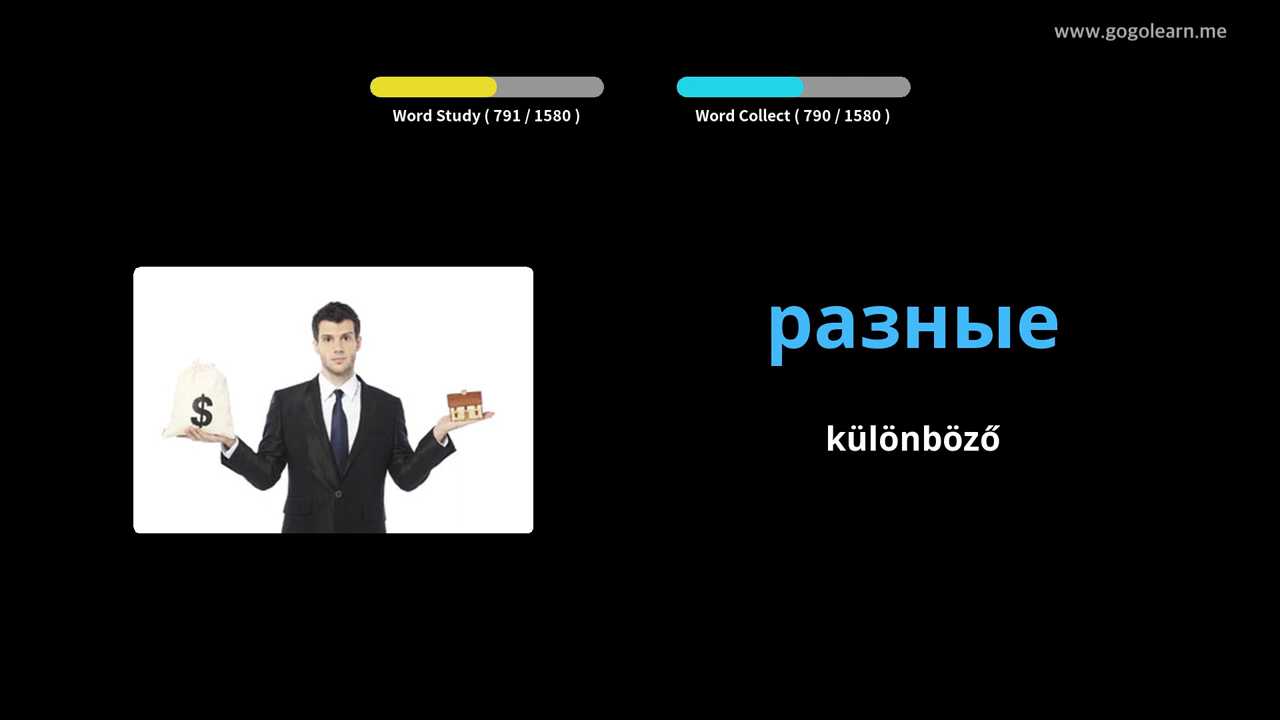 www.gogolearn.me
Word Study ( 791 / 1580 )
Word Collect ( 790 / 1580 )
$
разные
különböző